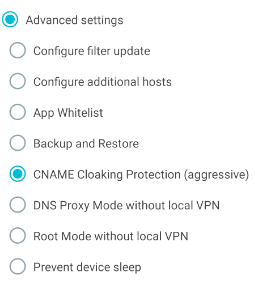 Advanced settings
Configure filter update
Configure additional hosts
App Whitelist
Backup and Restore
CNAME Cloaking Protection (aggressive)
DNS Proxy Mode without local VPN
Root Mode without local VPN
Prevent device sleep